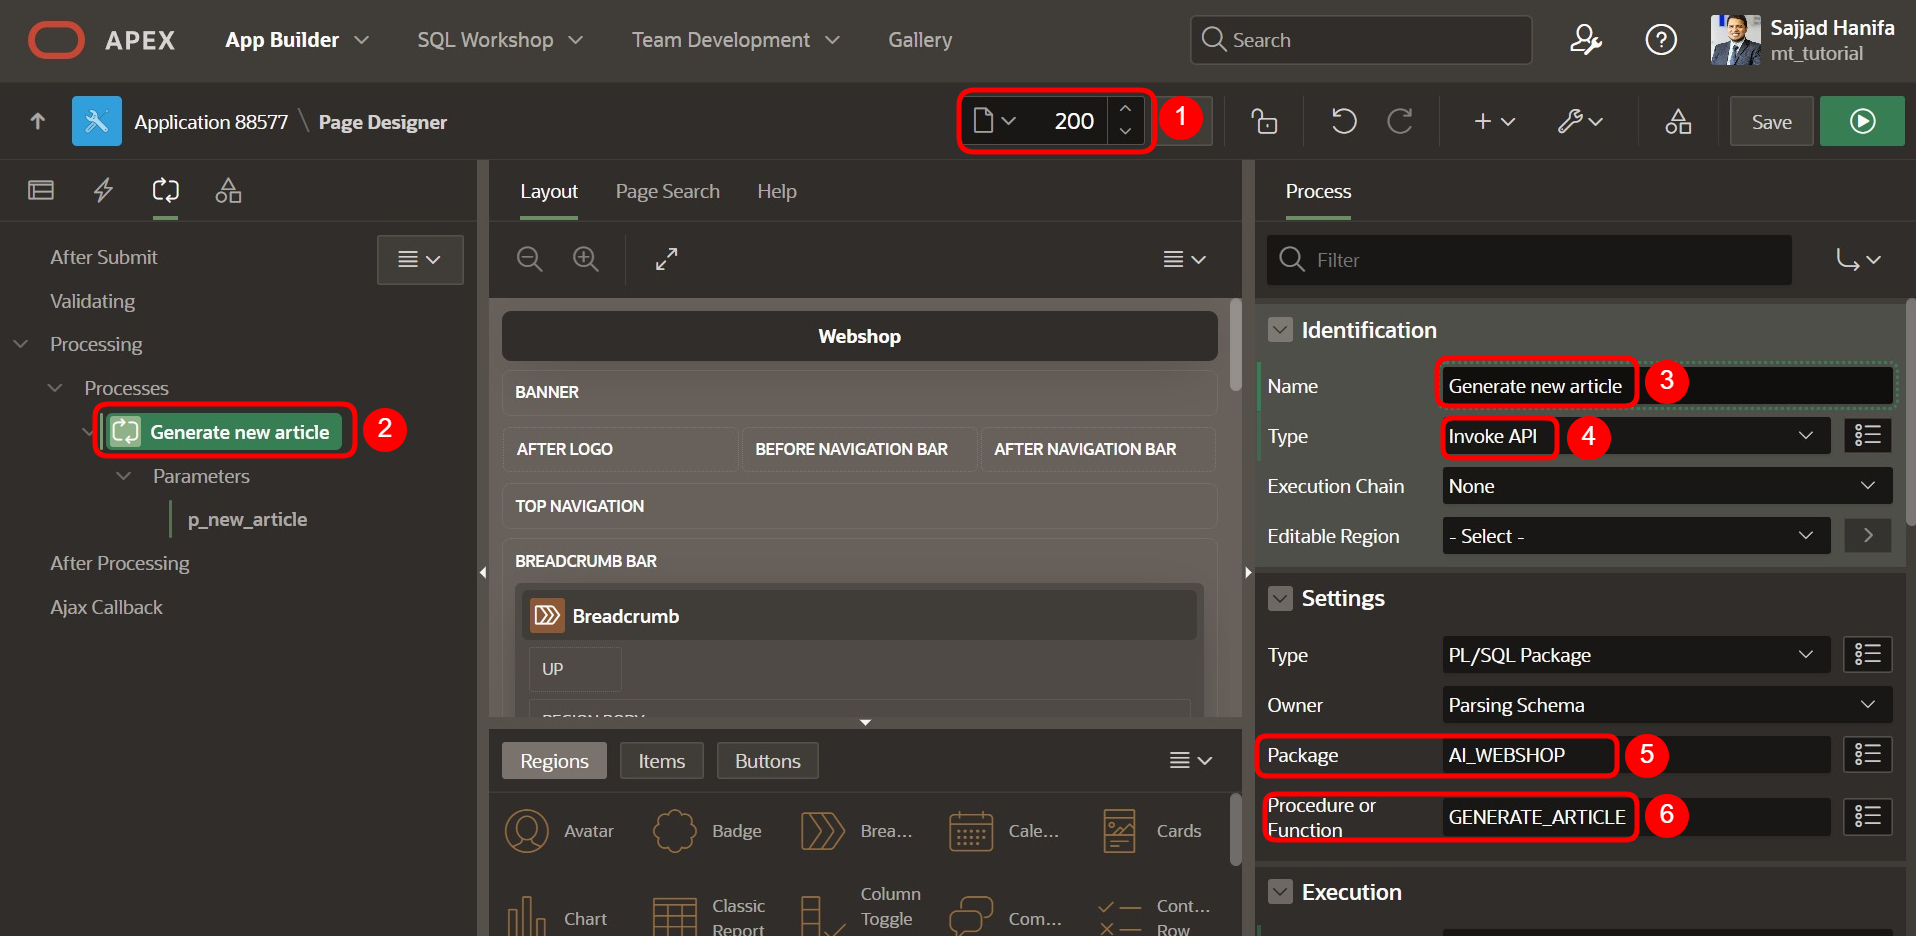 APEX App Builder SQL Workshop Team Development Gallery Search Sajjad Hanifa
mt_tutorial
Application 88577 \ Page Designer 200 1 Save
Layout Page Search Help
Process
After Submit
Validating
Processing
Processes
Generate new article 2
Parameters
p_new_article
After Processing
Ajax Callback
Webshop
BANNER
AFTER LOGO BEFORE NAVIGATION BAR AFTER NAVIGATION BAR
TOP NAVIGATION
BREADCRUMB BAR
Breadcrumb
UP
REGION BODY
Regions Items Buttons
Avatar Badge Brea... Cale... Cards
Chart Classic Report Column Toggle Com... Cont... Row
Filter
Identification
Name Generate new article 3
Type Invoke API 4
Execution Chain None
Editable Region - Select -
Settings
Type PL/SQL Package
Owner Parsing Schema
Package AI_WEBSHOP 5
Procedure or
Function GENERATE_ARTICLE 6
Execution